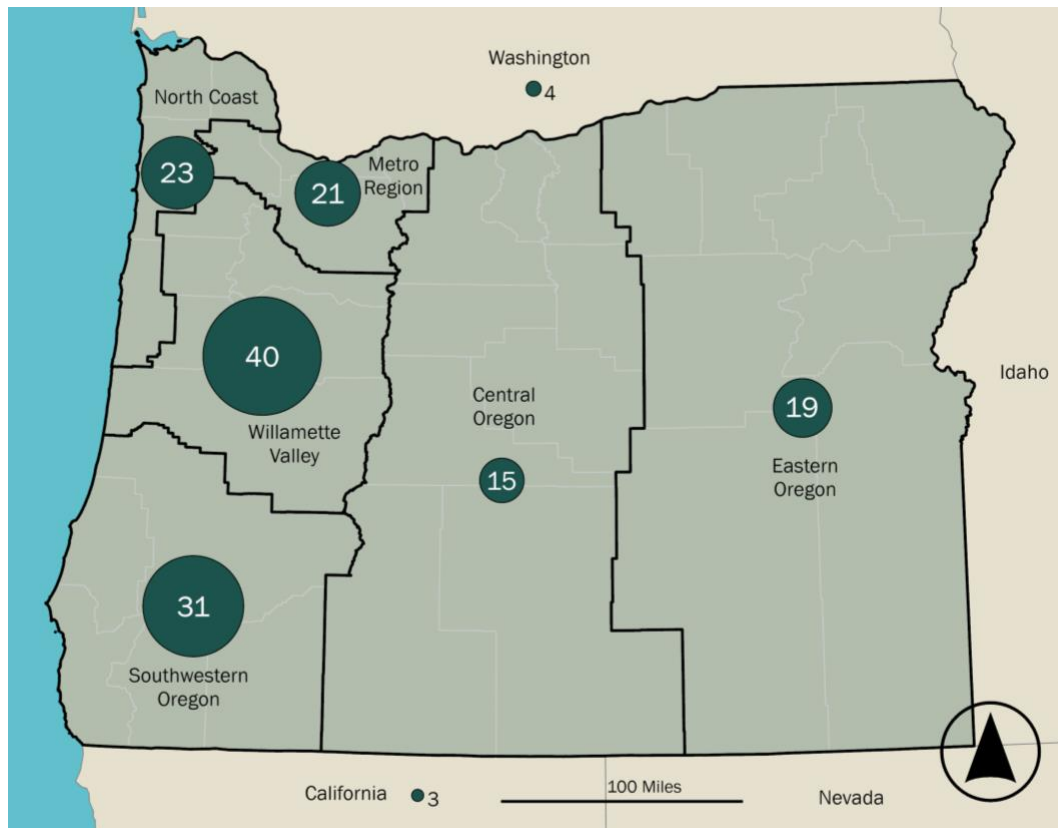 Washington
4
North Coast
23
Metro
Region
21
40
Willamette
Valley
Central
Oregon
15
19
Eastern
Oregon
Idaho
31
Southwestern
Oregon
California
3
100 Miles
Nevada